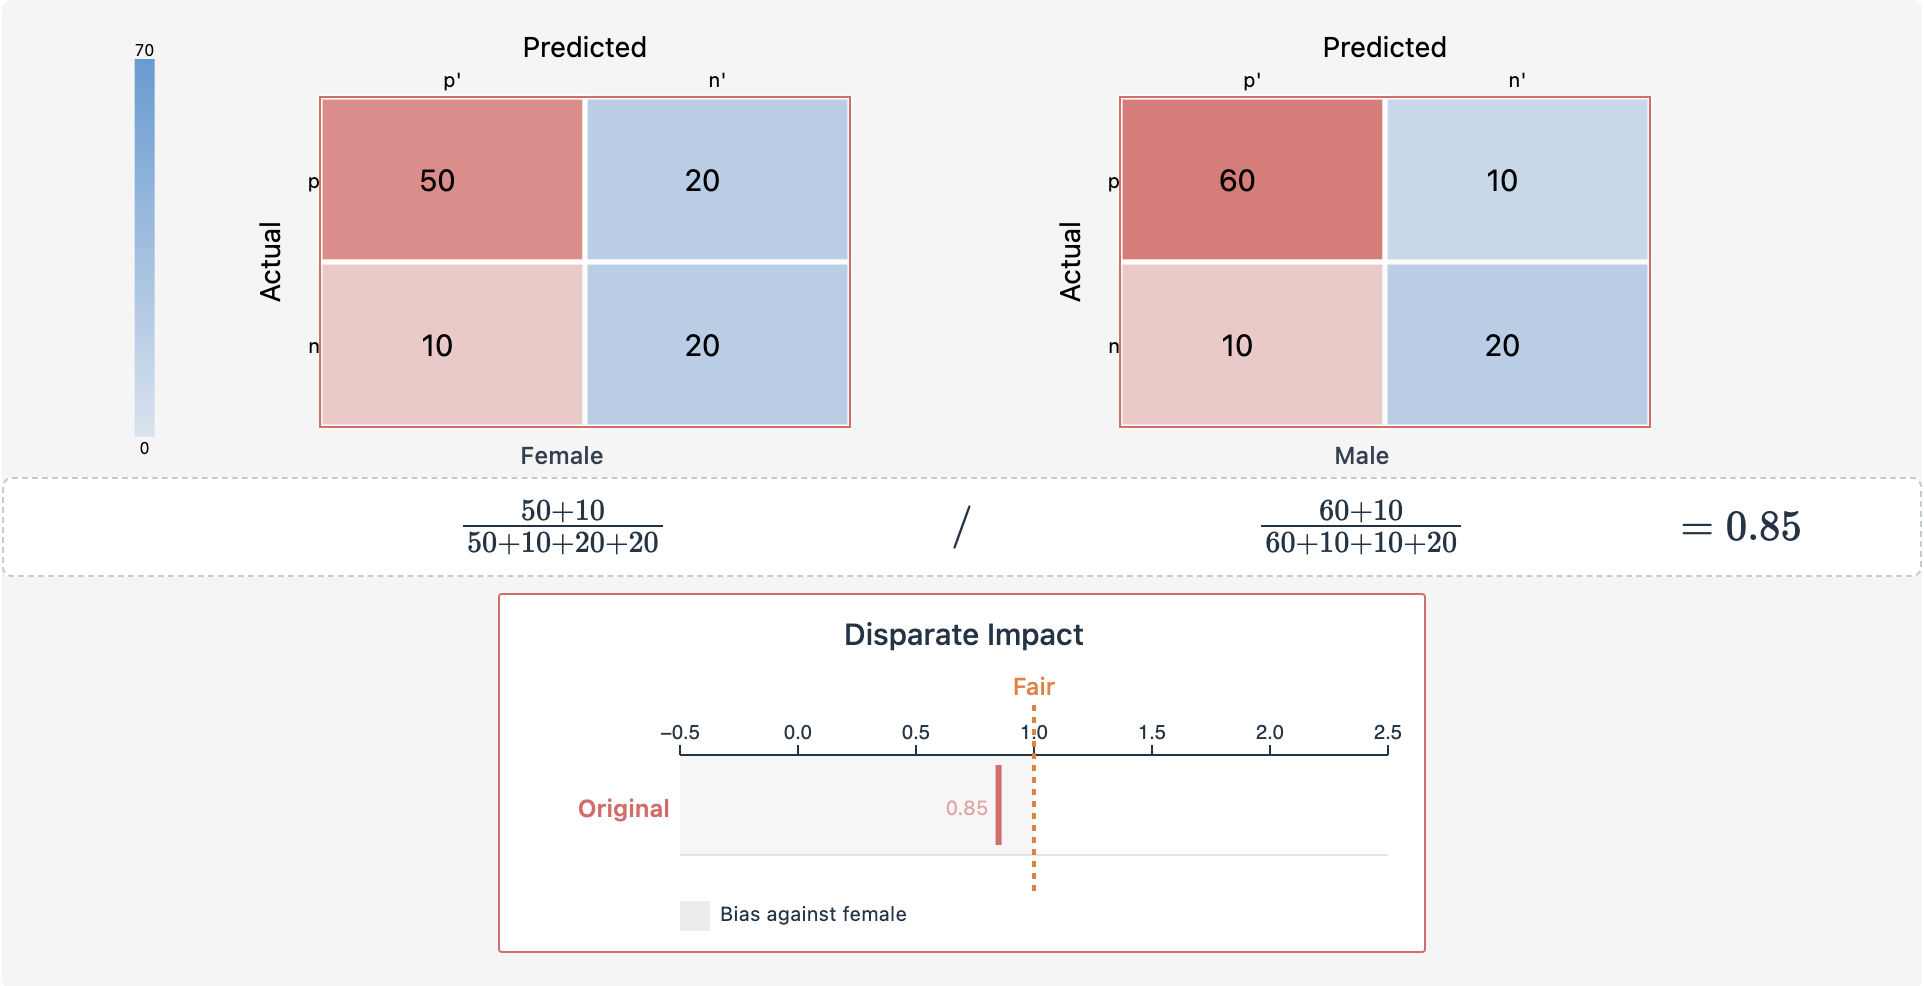 70
0
Predicted
p' n'
Actual
p 50 20
n 10 20
Female
Predicted
p' n'
Actual
p 60 10
n 10 20
Male
50+10 / 60+10 = 0.85
50+10+20+20 60+10+10+20
Disparate Impact
Fair
−0.5 0.0 0.5 1.0 1.5 2.0 2.5
Original 0.85
Bias against female